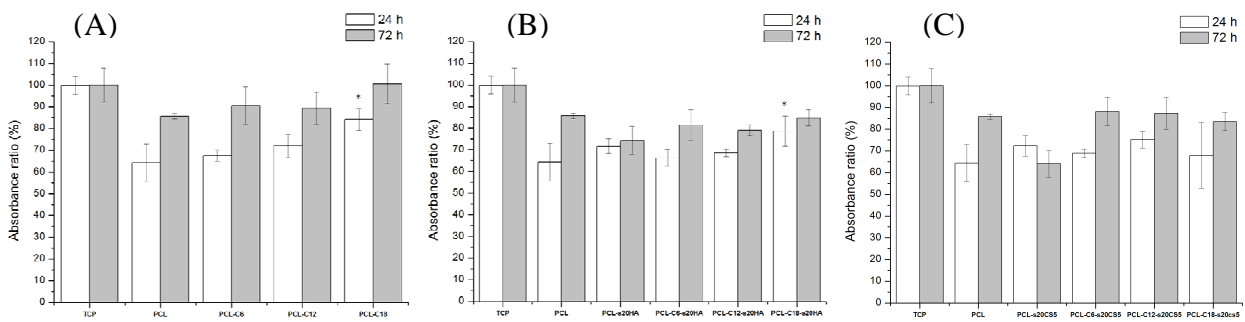 (A)
24 h
72 h
120
110
100
90
80
70
60
50
40
30
20
10
0
Absorbance ratio (%)
*
TCP PCL PCL-C6 PCL-C12 PCL-C18
(B)
24 h
72 h
120
110
100
90
80
70
60
50
40
30
20
10
0
Absorbance ratio (%)
*
TCP PCL PCL-s20HA PCL-C6-s20HA PCL-C12-s20HA PCL-C18-s20HA
(C)
24 h
72 h
120
110
100
90
80
70
60
50
40
30
20
10
0
Absorbance ratio (%)
TCP PCL PCL-s20CS5 PCL-C6-s20CS5 PCL-C12-s20CS5 PCL-C18-s20cs5